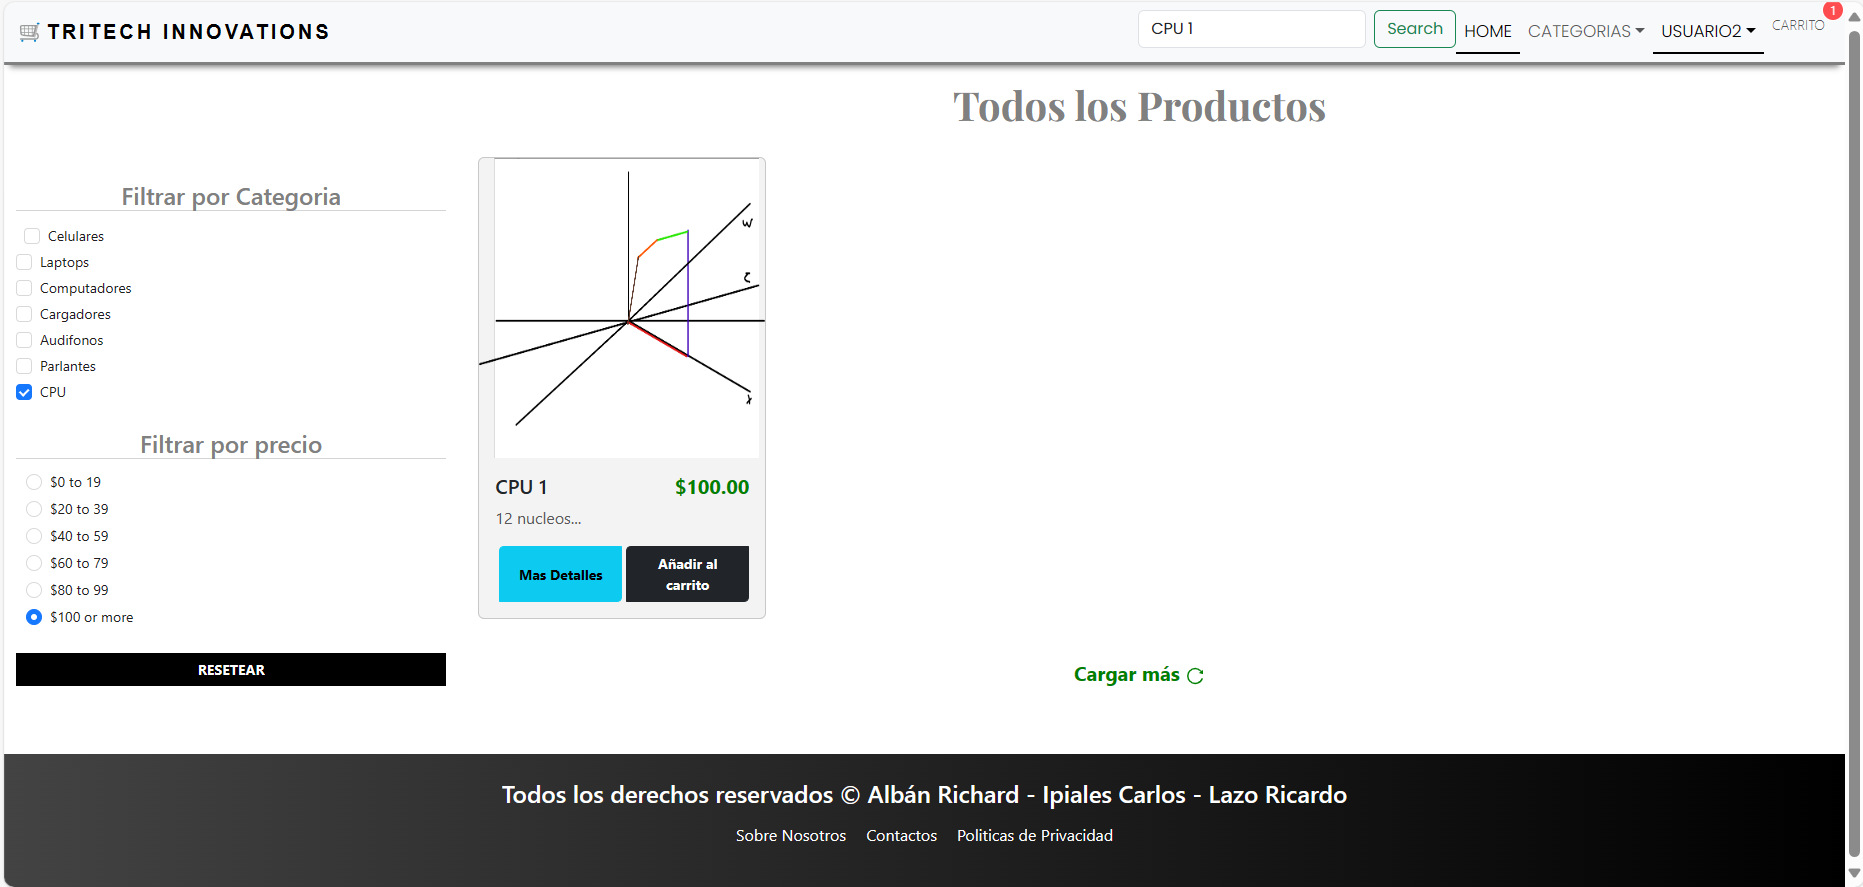 TRITECH INNOVATIONS
CPU 1
Search
HOME
CATEGORIAS
USUARIO2
CARRITO
1
Todos los Productos
Filtrar por Categoria
Celulares
Laptops
Computadores
Cargadores
Audifonos
Parlantes
CPU
Filtrar por precio
$0 to 19
$20 to 39
$40 to 59
$60 to 79
$80 to 99
$100 or more
RESETEAR
W
X
CPU 1 $100.00
12 nucleos...
Mas Detalles
Añadir al
carrito
Cargar más
Todos los derechos reservados © Albán Richard - Ipiales Carlos - Lazo Ricardo
Sobre Nosotros Contactos Politicas de Privacidad